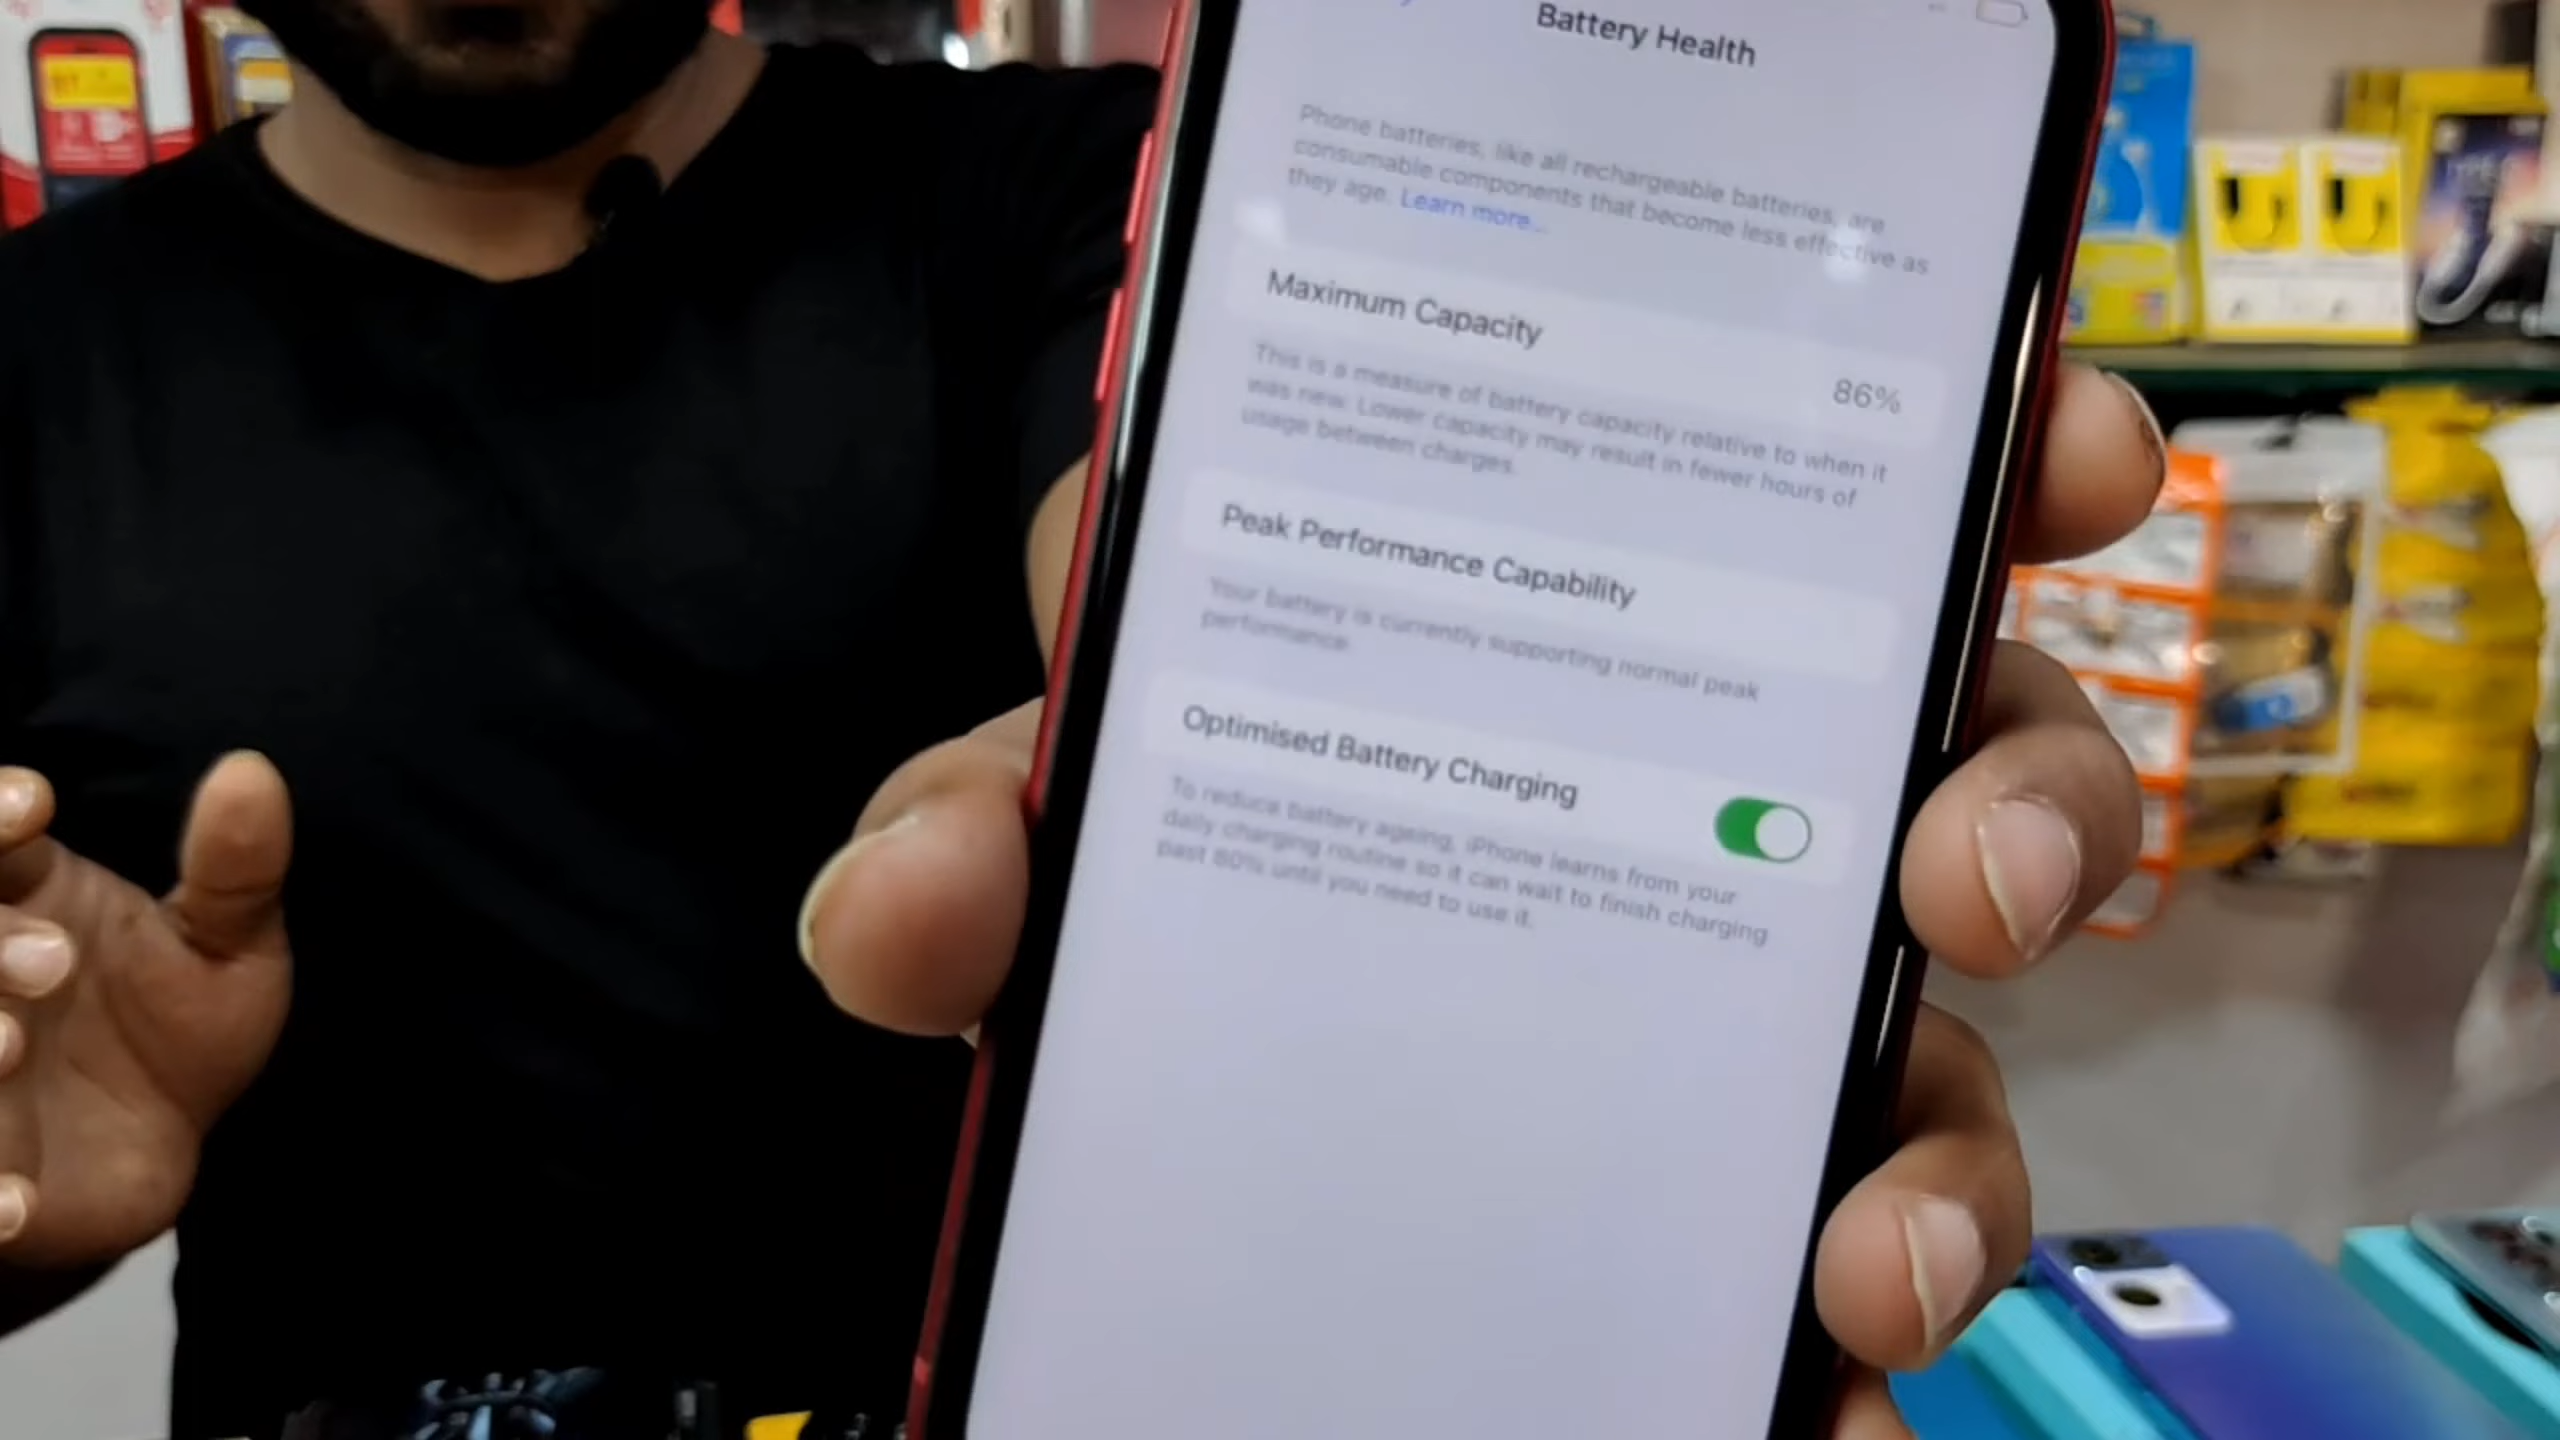 Battery Health
Phone batteries, like all rechargeable batteries, are
consumable components that become less effective as
they age. Learn more...
Maximum Capacity
86%
This is a measure of battery capacity relative to when it
was new. Lower capacity may result in fewer hours of
usage between charges.
Peak Performance Capability
Your battery is currently supporting normal peak
performance.
Optimised Battery Charging
To reduce battery ageing, iPhone learns from your
daily charging routine so it can wait to finish charging
past 80% until you need to use it.